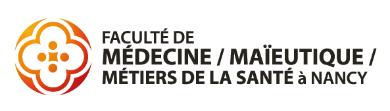 FACULTÉ DE
MÉDECINE / MAÏEUTIQUE /
MÉTIERS DE LA SANTÉ à NANCY